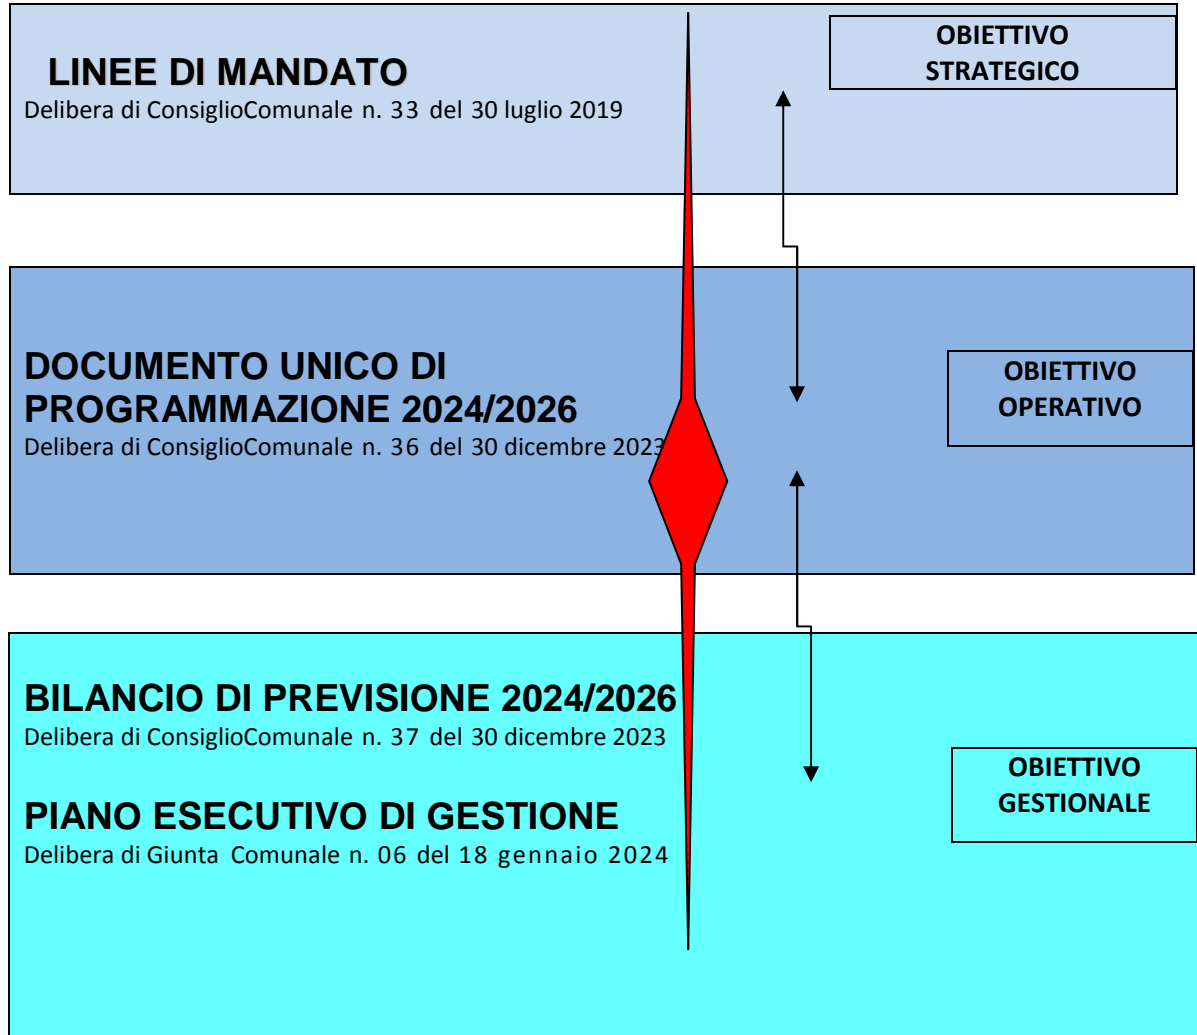 LINEE DI MANDATO
Delibera di ConsiglioComunale n. 33 del 30 luglio 2019
OBIETTIVO
STRATEGICO
DOCUMENTO UNICO DI
PROGRAMMAZIONE 2024/2026
Delibera di ConsiglioComunale n. 36 del 30 dicembre 2023
OBIETTIVO
OPERATIVO
BILANCIO DI PREVISIONE 2024/2026
Delibera di ConsiglioComunale n. 37 del 30 dicembre 2023
PIANO ESECUTIVO DI GESTIONE
Delibera di Giunta Comunale n. 06 del 18 gennaio 2024
OBIETTIVO
GESTIONALE